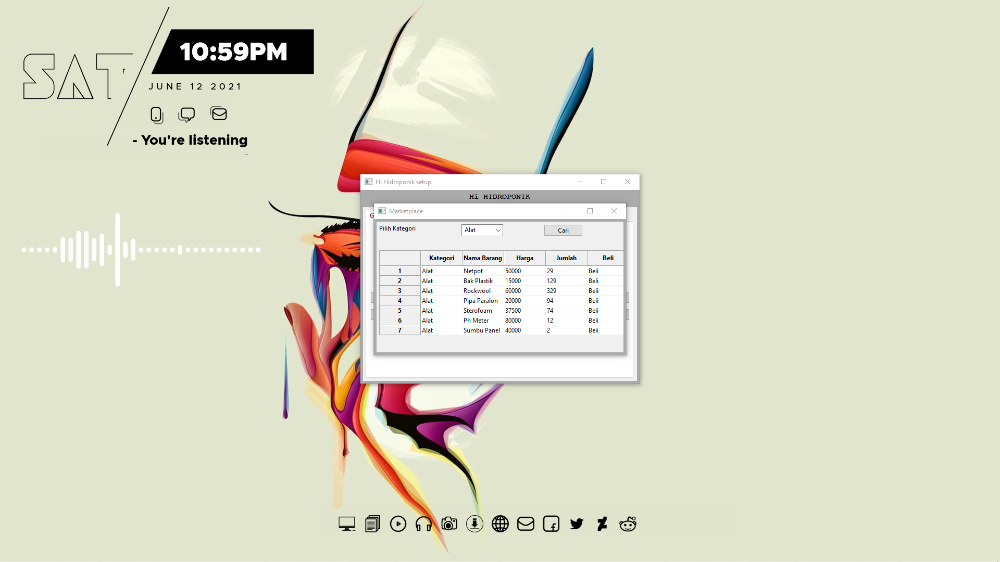 SAT
10:59PM
JUNE 12 2021
- You're listening
Hi Hidroponik setup
Hi HIDROPONIK
G
Marketplace
Pilih Kategori Alat Cari
Kategori Nama Barang Harga Jumlah Beli
1 Alat Netpot 50000 29 Beli
2 Alat Bak Plastik 15000 129 Beli
3 Alat Rockwool 60000 329 Beli
4 Alat Pipa Paralon 20000 94 Beli
5 Alat Sterofoam 37500 74 Beli
6 Alat Ph Meter 80000 12 Beli
7 Alat Sumbu Panel 40000 2 Beli